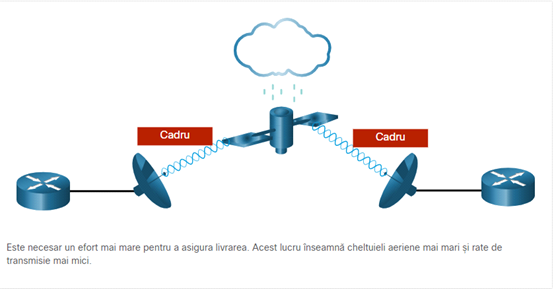 Cadru
Cadru
Este necesar un efort mai mare pentru a asigura livrarea. Acest lucru înseamnă cheltuieli aeriene mai mari și rate de
transmisie mai mici.